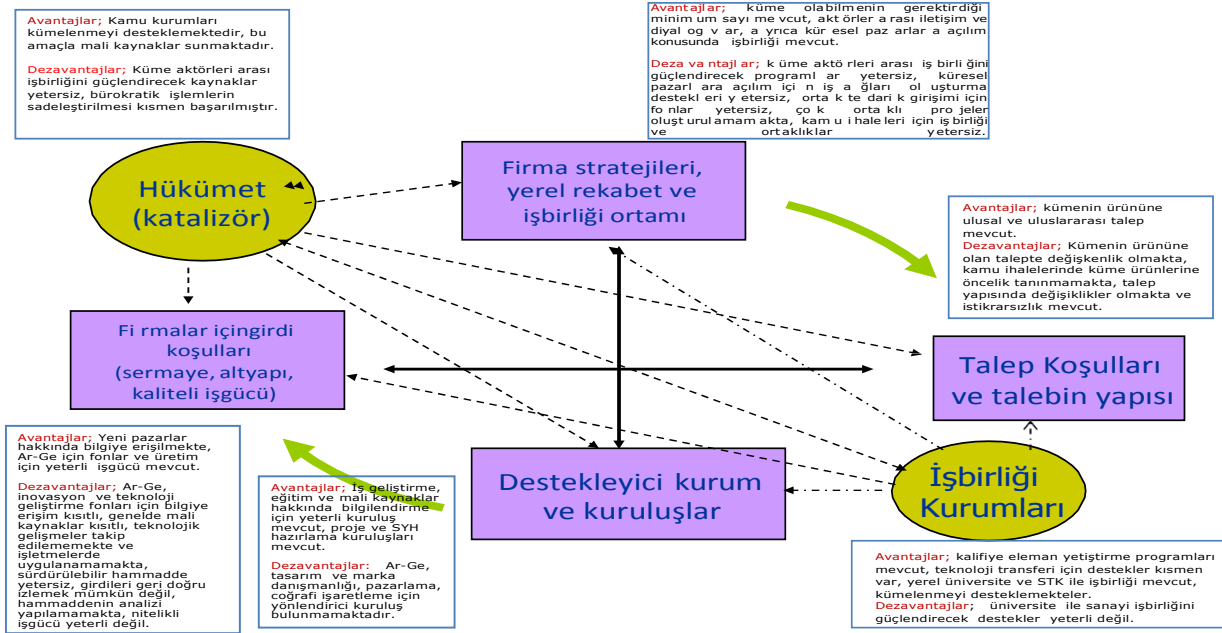 Avantajlar; Kamu kurumları
kümelenmeyi desteklemektedir, bu
amaçla mali kaynaklar sunmaktadır.
Dezavantajlar; Küme aktörleri arası
işbirliğini güçlendirecek kaynaklar
yetersiz, bürokratik işlemlerin
sadeleştirilmesi kısmen başarılmıştır.
Avantajlar; küme olabilmenin gerektirdiği
minimum sayı mevcut, aktörler arası iletişim ve
diyalog var, ayrıca küresel pazarlara açılım
konusunda işbirliği mevcut.
Dezavantajlar; küme aktörleri arası işbirliğini
güçlendirecek programlar yetersiz, küresel
pazarlara açılım için iş ağları oluşturma
destekleri yetersiz, ortak tedarik girişimi için
fonlar yetersiz, çok ortaklı projeler
oluşturulamamakta, kamu ihaleleri için işbirliği
ve ortaklıklar yetersiz.
Hükümet
(katalizör)
Firma stratejileri,
yerel rekabet ve
işbirliği ortamı
Avantajlar; kümenin ürününe
ulusal ve uluslararası talep
mevcut.
Dezavantajlar; Kümenin ürününe
olan talepte değişkenlik olmakta,
kamu ihalelerinde küme ürünlerine
öncelik tanınmamakta, talep
yapısında değişiklikler olmakta ve
istikrarsızlık mevcut.
Fi rmalar içingirdi
koşulları
(sermaye, altyapı,
kaliteli işgücü)
Talep Koşulları
ve talebin yapısı
Avantajlar; Yeni pazarlar
hakkında bilgiye erişilmekte,
Ar-Ge için fonlar ve üretim
için yeterli işgücü mevcut.
Dezavantajlar; Ar-Ge,
inovasyon ve teknoloji
geliştirme fonları için bilgiye
erişim kıstlı, genelde mali
kaynaklar kısıtlı, teknolojik
gelişmeler takip
edilememekte ve
işletmelerde
uygulanamamakta,
sürdürülebilir hammadde
yetersiz, girdileri geri doğru
izlemek mümkün değil,
hammaddenin analizi
yapılamamakta, nitelikli
işgücü yeterli değil.
Avantajlar; İş geliştirme,
eğitim ve mali kaynaklar
hakkında bilgilendirme
için yeterli kuruluş
mevcut, proje ve SYH
hazırlama kuruluşları
mevcut.
Dezavantajlar; Ar-Ge,
tasarım ve marka
danışmanlığı, pazarlama,
coğrafi işaretleme için
yönlendirici kuruluş
bulunmamaktadır.
Destekleyici kurum
ve kuruluşlar
İşbirliği
Kurumları
Avantajlar; kalifiye eleman yetiştirme programları
mevcut, teknoloji transferi için destekler kısmen
var, yerel üniversite ve STK ile işbirliği mevcut,
kümelenmeyi desteklemekteler.
Dezavantajlar; üniversite ile sanayi işbirliğini
güçlendirecek destekler yeterli değil.